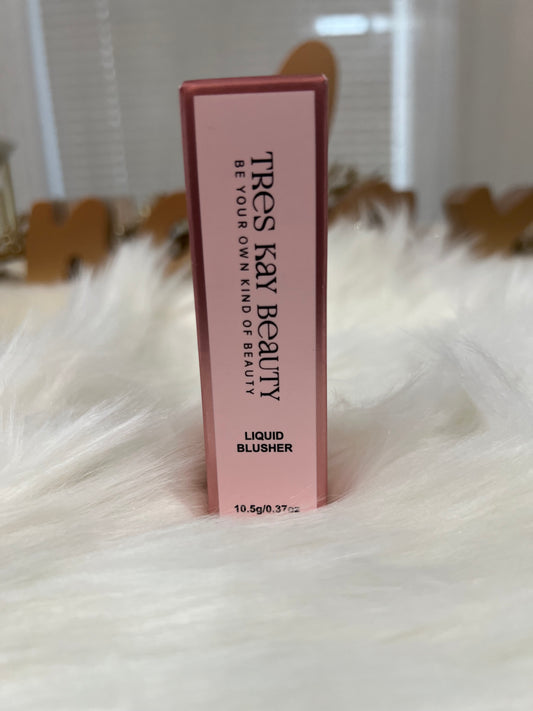 TRes Kay Beauty
BE YOUR OWN KIND OF BEAUTY
LIQUID
BLUSHER
10.5g/0.37oz